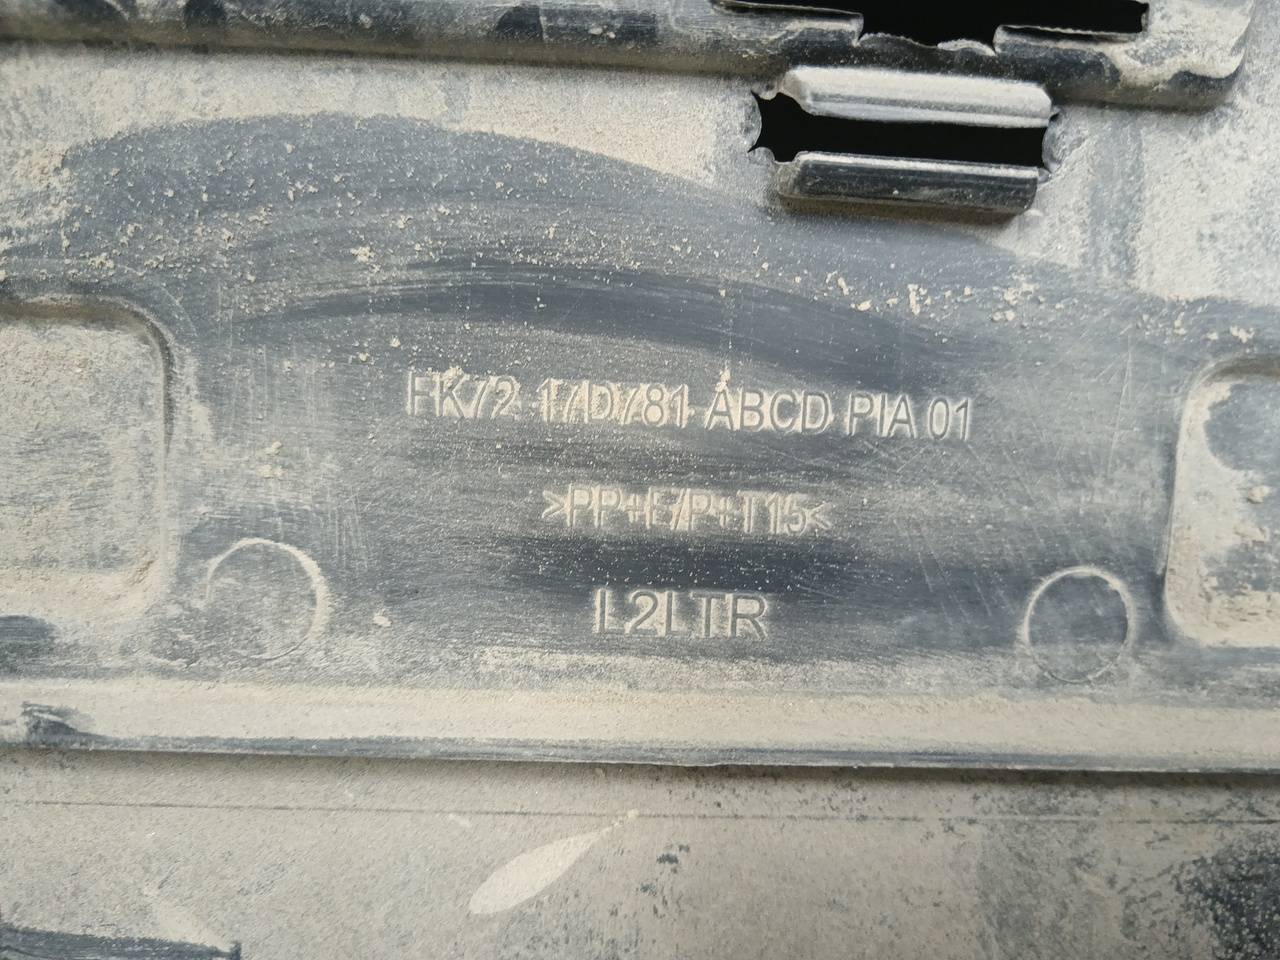 FK72 17D781 ABCD PIA 01
>PP+E/P+T15<
L2LTR